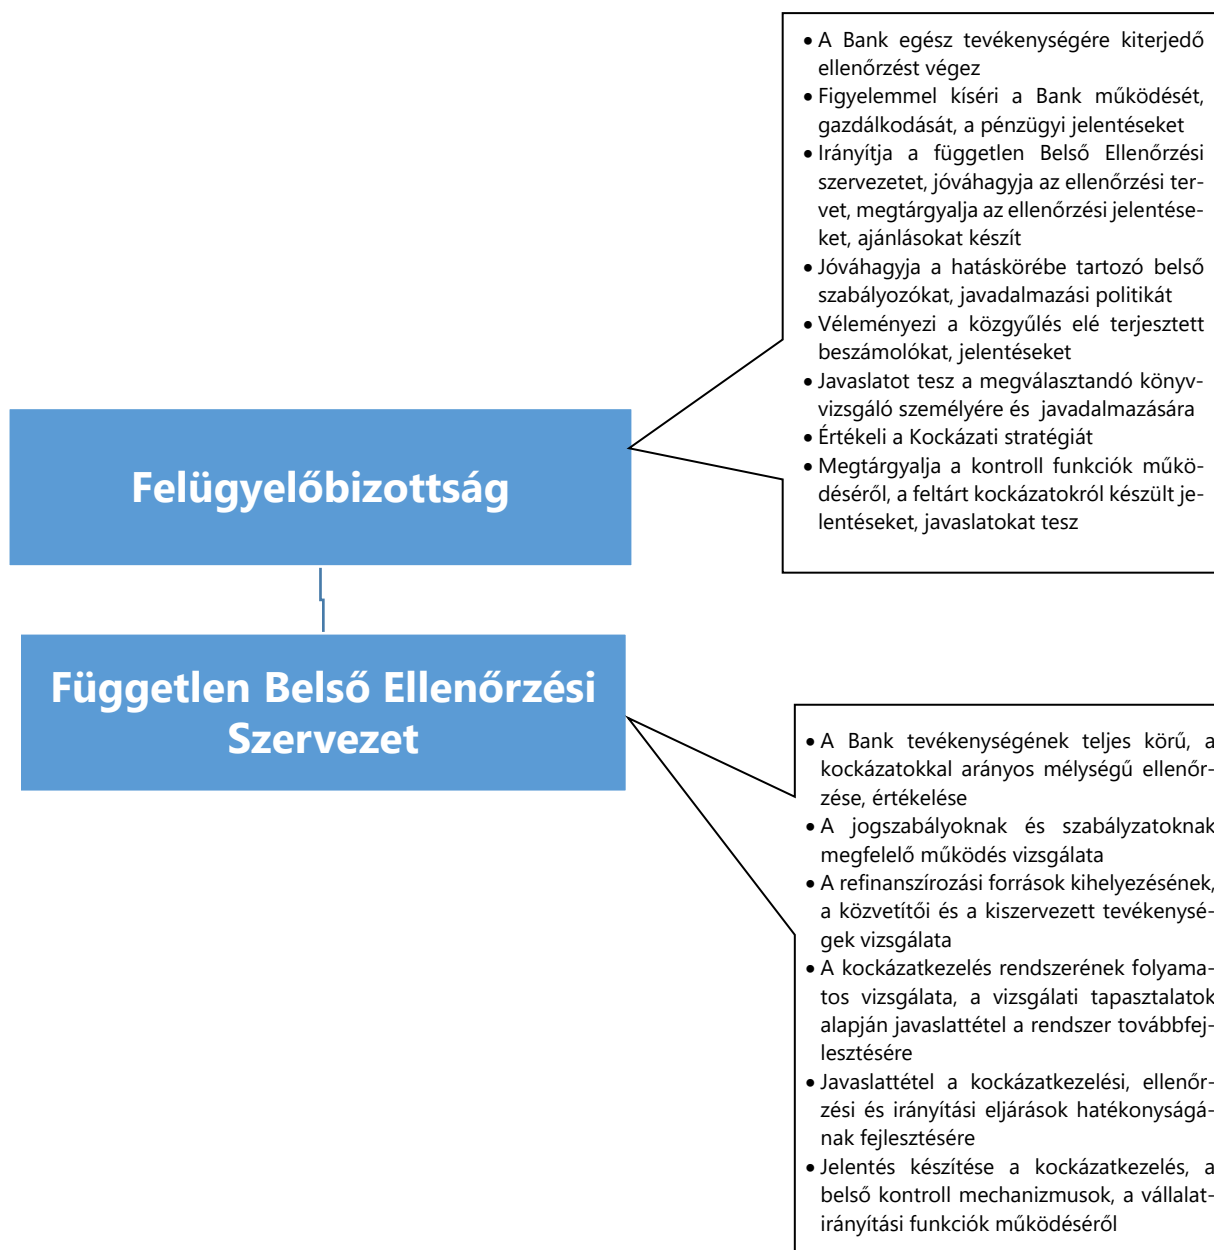 • A Bank egész tevékenységére kiterjedő
ellenőrzést végez
• Figyelemmel kíséri a Bank működését,
gazdálkodását, a pénzügyi jelentéseket
• Irányítja a független Belső Ellenőrzési
szervezetet, jóváhagyja az ellenőrzési ter-
vet, megtárgyalja az ellenőrzési jelentése-
ket, ajánlásokat készít
• Jóváhagyja a hatáskörébe tartozó belső
szabályozókat, javadalmazási politikát
• Véleményezi a közgyűlés elé terjesztett
beszámolókat, jelentéseket
• Javaslatot tesz a megválasztandó könyv-
vizsgáló személyére és javadalmazására
• Értékeli a Kockázati stratégiát
• Megtárgyalja a kontroll funkciók műkö-
déséről, a feltárt kockázatokról készült je-
lentéseket, javaslatokat tesz
Felügyelőbizottság
Független Belső Ellenőrzési
Szervezet
• A Bank tevékenységének teljes körű, a
kockázatokkal arányos mélységű ellenőr-
zése, értékelése
• A jogszabályoknak és szabályzatoknak
megfelelő működés vizsgálata
• A refinanszírozási források kihelyezésének,
a közvetítői és a kiszervezett tevékenysé-
gek vizsgálata
• A kockázatkezelés rendszerének folyama-
tos vizsgálata, a vizsgálati tapasztalatok
alapján javaslattétel a rendszer továbbfej-
lesztésére
• Javaslattétel a kockázatkezelési, ellenőr-
zési és irányítási eljárások hatékonyságá-
nak fejlesztésére
• Jelentés készítése a kockázatkezelés, a
belső kontroll mechanizmusok, a vállalat-
irányítási funkciók működéséről